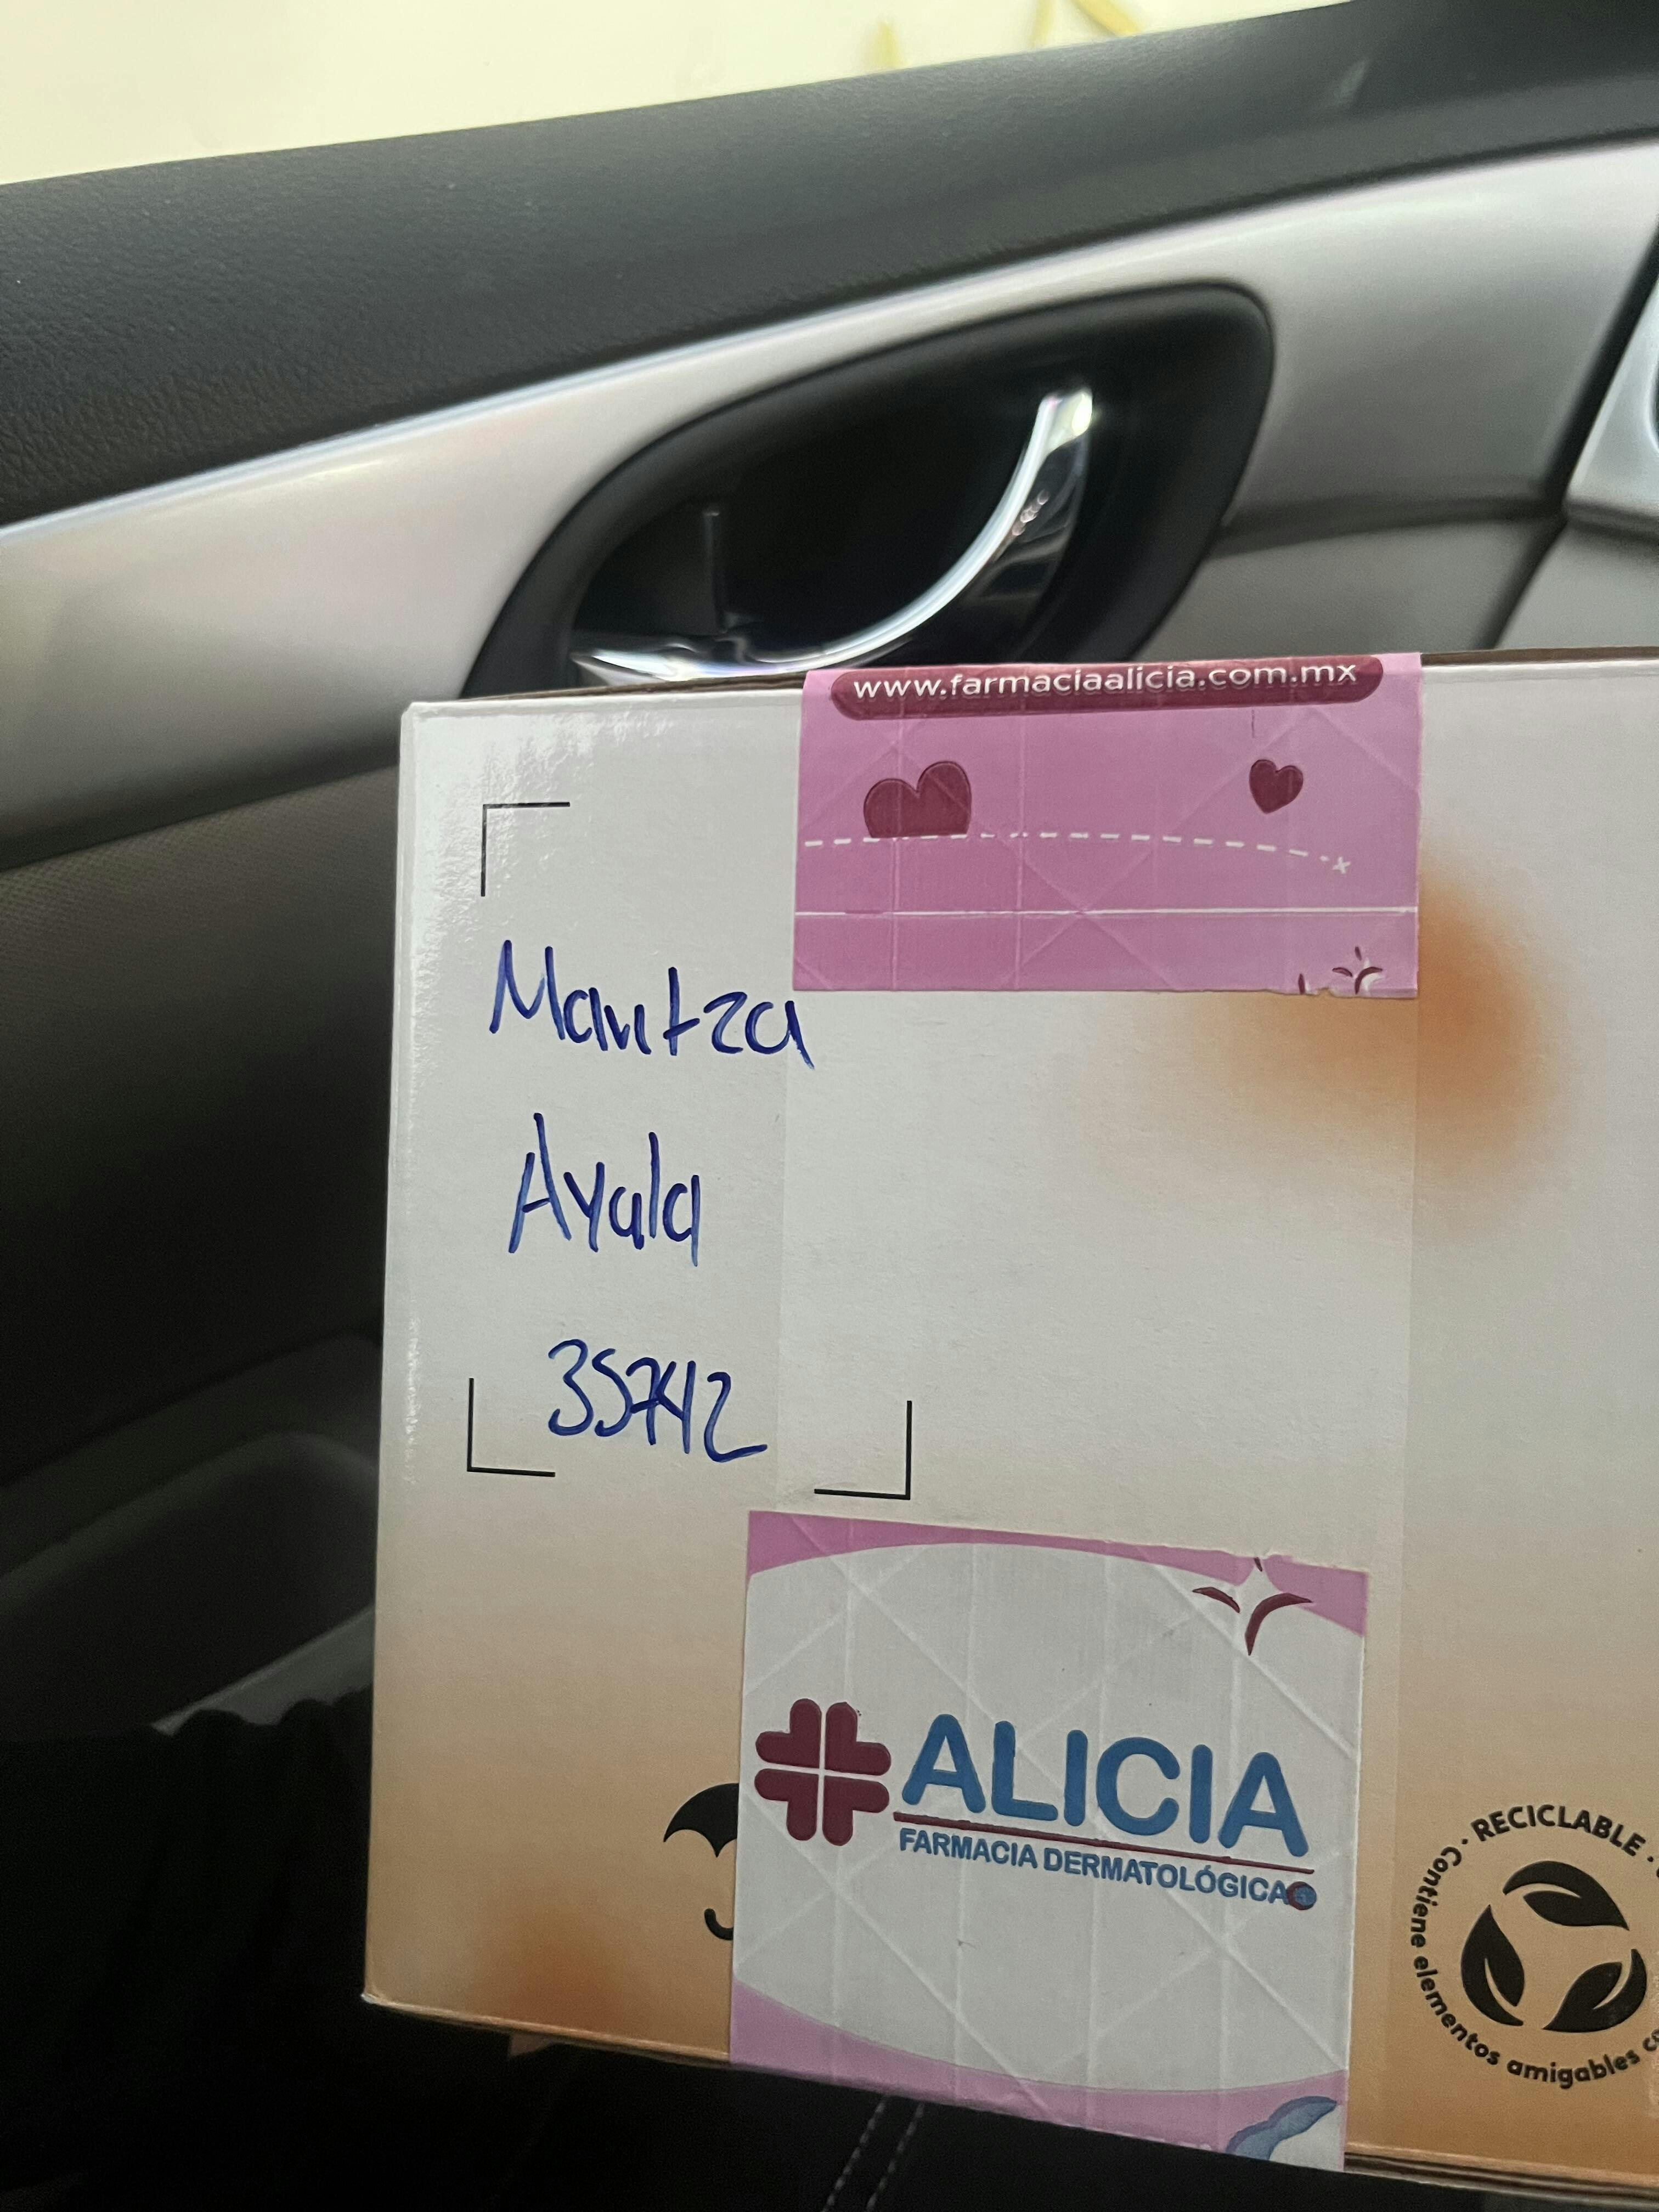 www.farmaciaalicia.com.mx
Maritza
Ayala
35742
ALICIA
FARMACIA DERMATOLÓGICA
· RECICLABLE ·
Contiene elementos amigables